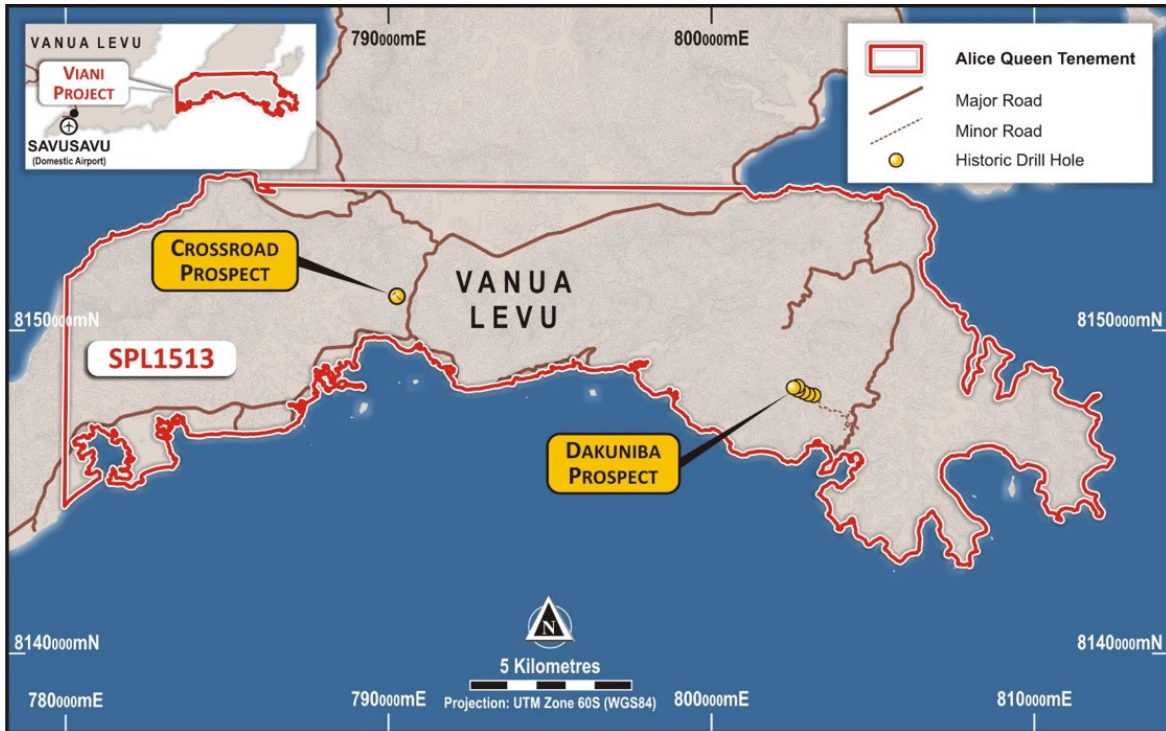 790000mE
800000mE
VANUA LEVU
VIANI
PROJECT
SAVUSAVU
(Domestic Airport)
Alice Queen Tenement
Major Road
Minor Road
Historic Drill Hole
CROSSROAD
PROSPECT
VANUA
LEVU
8150000mN
8150000mN
SPL1513
DAKUNIBA
PROSPECT
N
8140000mN
8140000mN
5 Kilometres
Projection: UTM Zone 60S (WGS84)
780000mE
790000mE
800000mE
810000mE